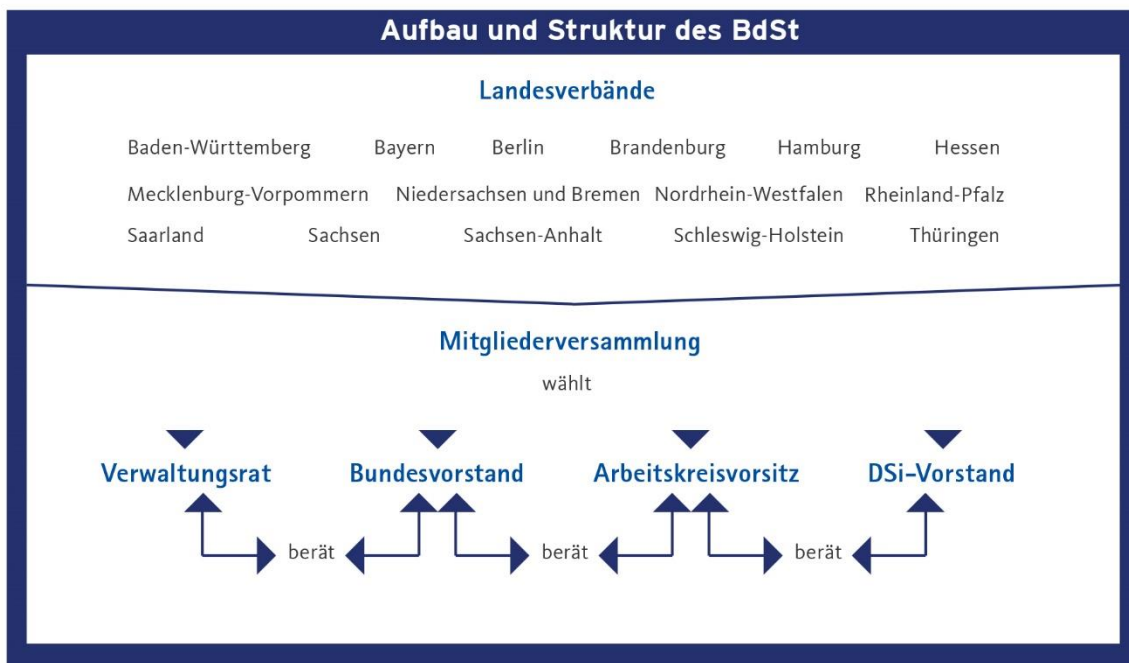 Aufbau und Struktur des BdSt
Landesverbände
Baden-Württemberg Bayern Berlin Brandenburg Hamburg Hessen
Mecklenburg-Vorpommern Niedersachsen und Bremen Nordrhein-Westfalen Rheinland-Pfalz
Saarland Sachsen Sachsen-Anhalt Schleswig-Holstein Thüringen
Mitgliederversammlung
wählt
Verwaltungsrat Bundesvorstand Arbeitskreisvorsitz DSi-Vorstand
berät berät berät